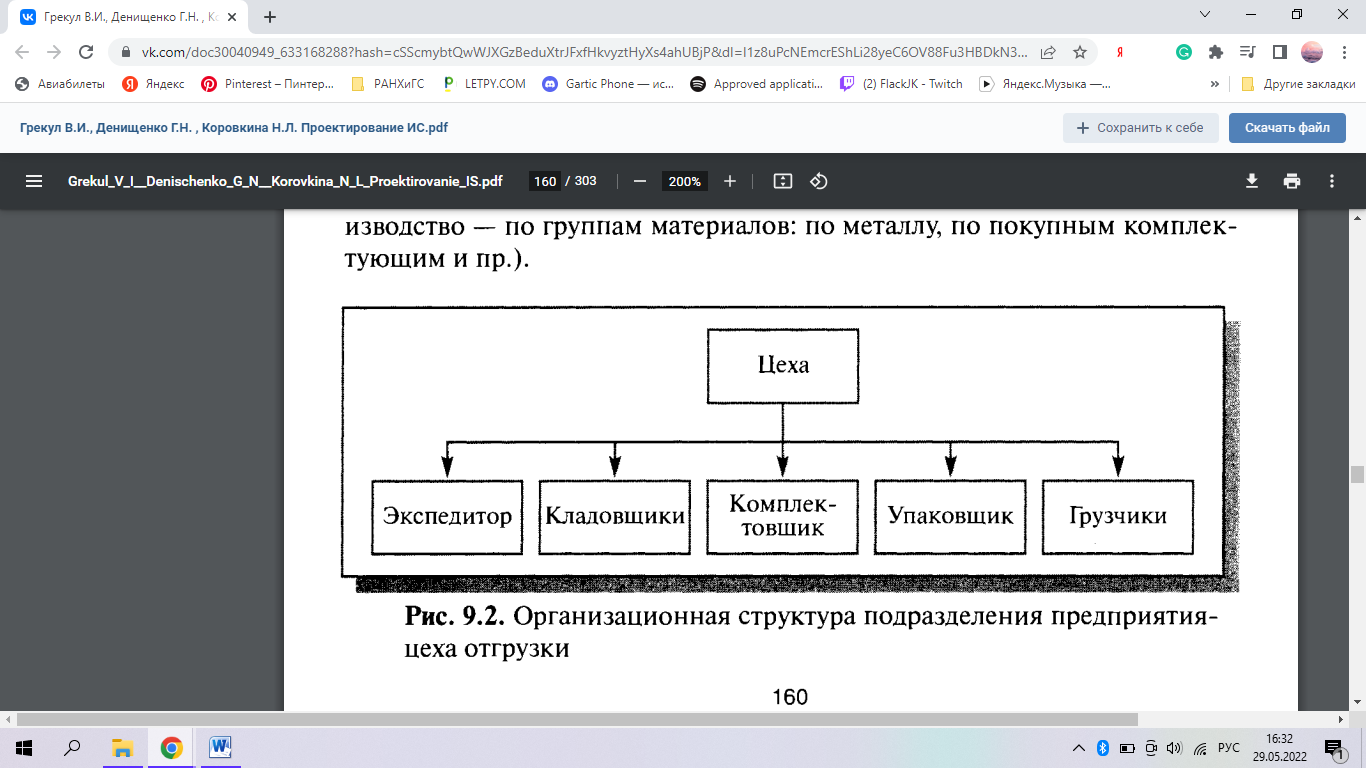 Грекул В.И., Денищенко Г.Н. , Ко
vk.com/doc30040949_633168288?hash=cSScmybtQwWJXGzBeduXtrJFxfHkvyztHyXs4ahUBjP&dl=I1z8uPcNEmcrEShLi28yeC6OV88Fu3HBDkN3...
Авиабилеты Яндекс Pinterest – Пинтер... РАНХиГС LETPY.COM Gartic Phone — ис... Approved applicati... (2) FlackJK - Twitch Яндекс.Музыка —... » Другие закладки
Грекул В.И., Денищенко Г.Н. , Коровкина Н.Л. Проектирование ИС.pdf
Сохранить к себе
Скачать файл
Grekul_V_I__Denischenko_G_N__Korovkina_N_L_Proektirovanie_IS.pdf 160 / 303 200%
изводство — по группам материалов: по металлу, по покупным комплек-
тующим и пр.).
Цеха
Экспедитор
Кладовщики
Комплек-
товшик
Упаковщик
Грузчики
Рис. 9.2. Организационная структура подразделения предприятия-
цеха отгрузки
160
РУС
16:32
29.05.2022
1